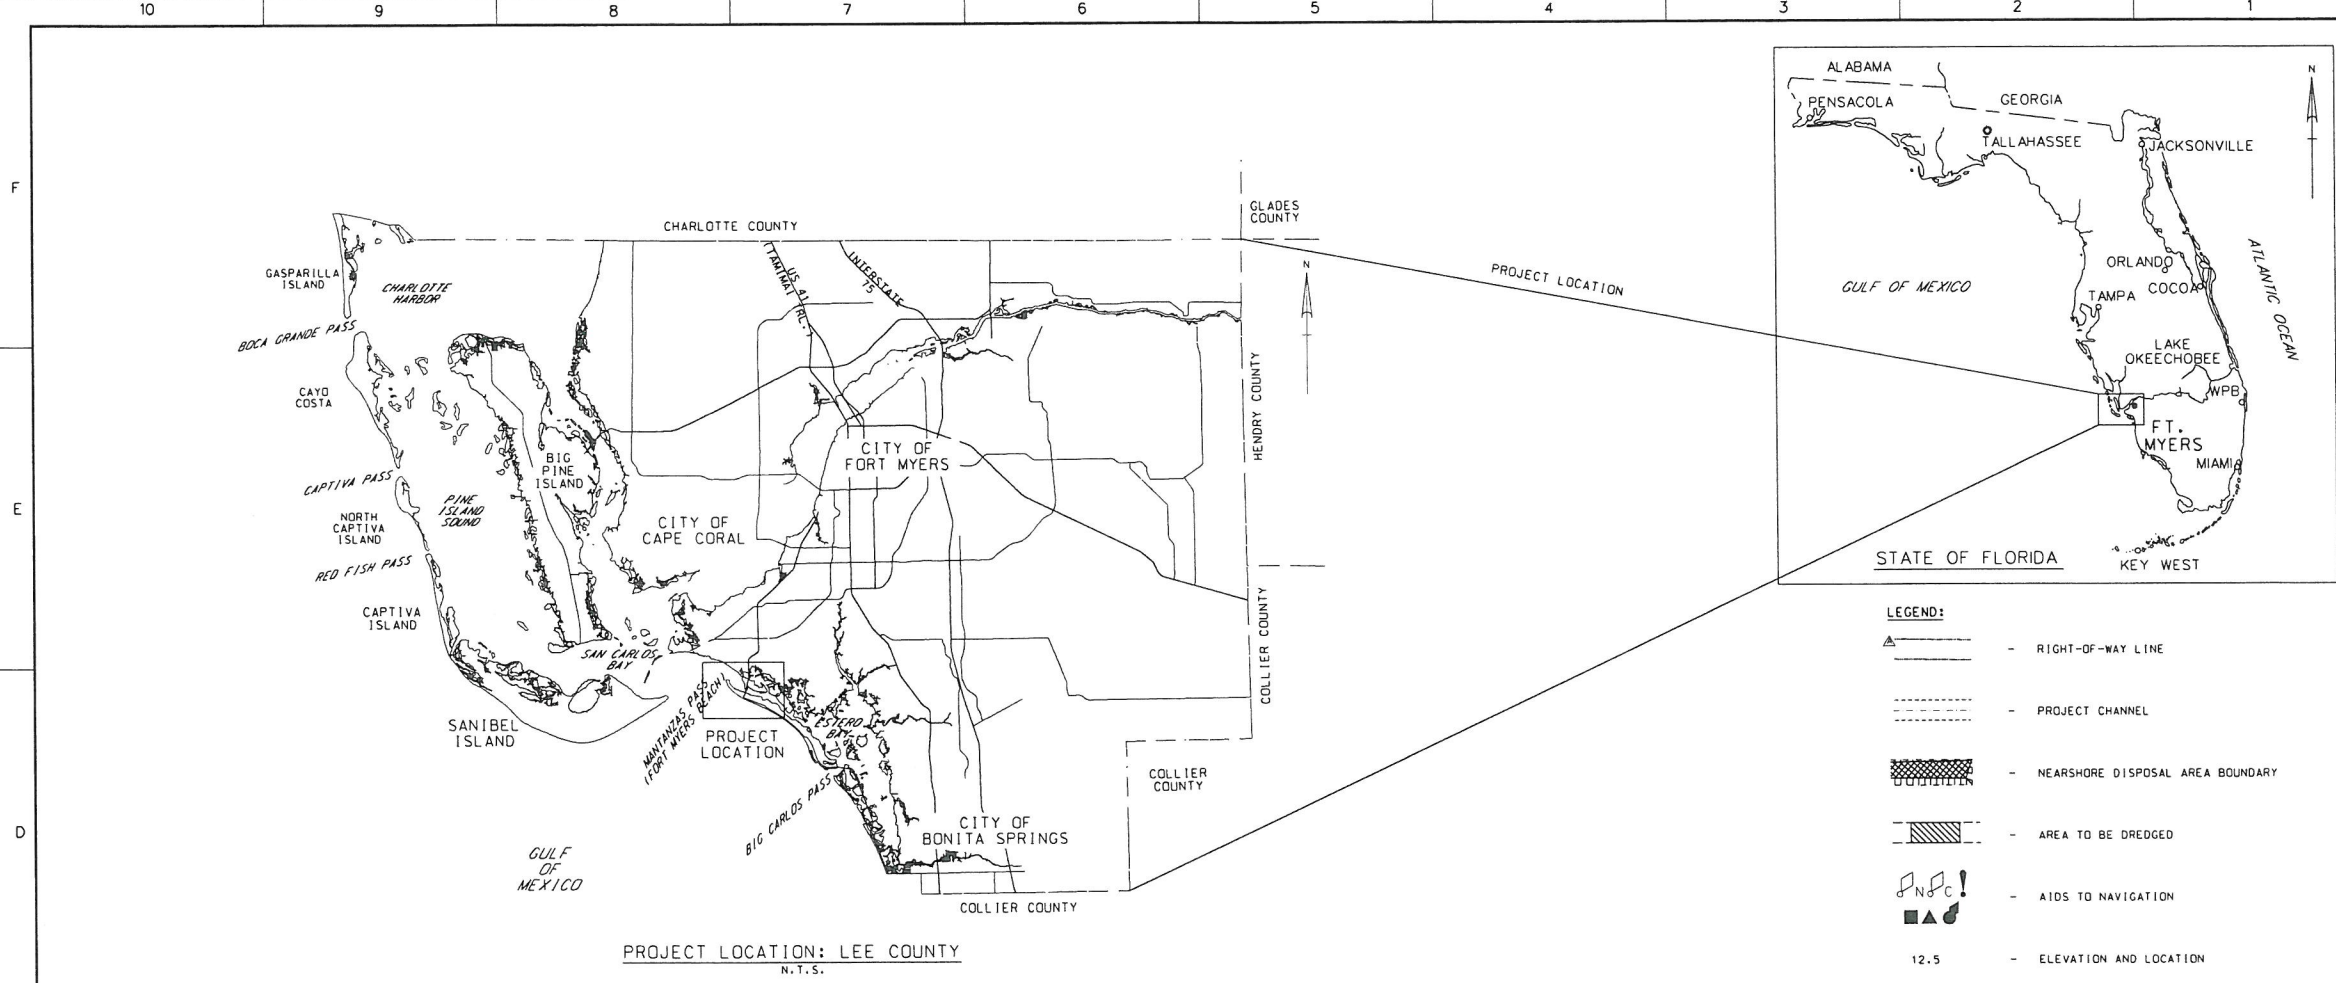 10 9 8 7 6 5 4 3 2 1
F
E
D
CHARLOTTE COUNTY
GLADES
COUNTY
GASPARILLA
ISLAND
CHARLOTTE
HARBOR
US 41
(TAMIMAI TRL.)
INTERSTATE
75
N
BOCA GRANDE PASS
CAYO
COSTA
HENDRY COUNTY
CITY OF
FORT MYERS
BIG
PINE
ISLAND
CAPTIVA PASS
PINE
ISLAND
SOUND
NORTH
CAPTIVA
ISLAND
CITY OF
CAPE CORAL
RED FISH PASS
CAPTIVA
ISLAND
COLLIER COUNTY
SAN CARLOS
BAY
MANTANZAS PASS
(FORT MYERS BEACH)
SANIBEL
ISLAND
PROJECT
LOCATION
ESTERO
BAY
COLLIER
COUNTY
BIG CARLOS PASS
CITY OF
BONITA SPRINGS
GULF
OF
MEXICO
COLLIER COUNTY
PROJECT LOCATION: LEE COUNTY
N.T.S.
PROJECT LOCATION
ALABAMA
N
PENSACOLA
GEORGIA
TALLAHASSEE
JACKSONVILLE
ATLANTIC OCEAN
ORLANDO
GULF OF MEXICO
COCOA
TAMPA
LAKE
OKEECHOBEE
WPB
FT.
MYERS
MIAMI
STATE OF FLORIDA
KEY WEST
LEGEND:
- RIGHT-OF-WAY LINE
- PROJECT CHANNEL
- NEARSHORE DISPOSAL AREA BOUNDARY
- AREA TO BE DREDGED
N C - AIDS TO NAVIGATION
12.5 - ELEVATION AND LOCATION